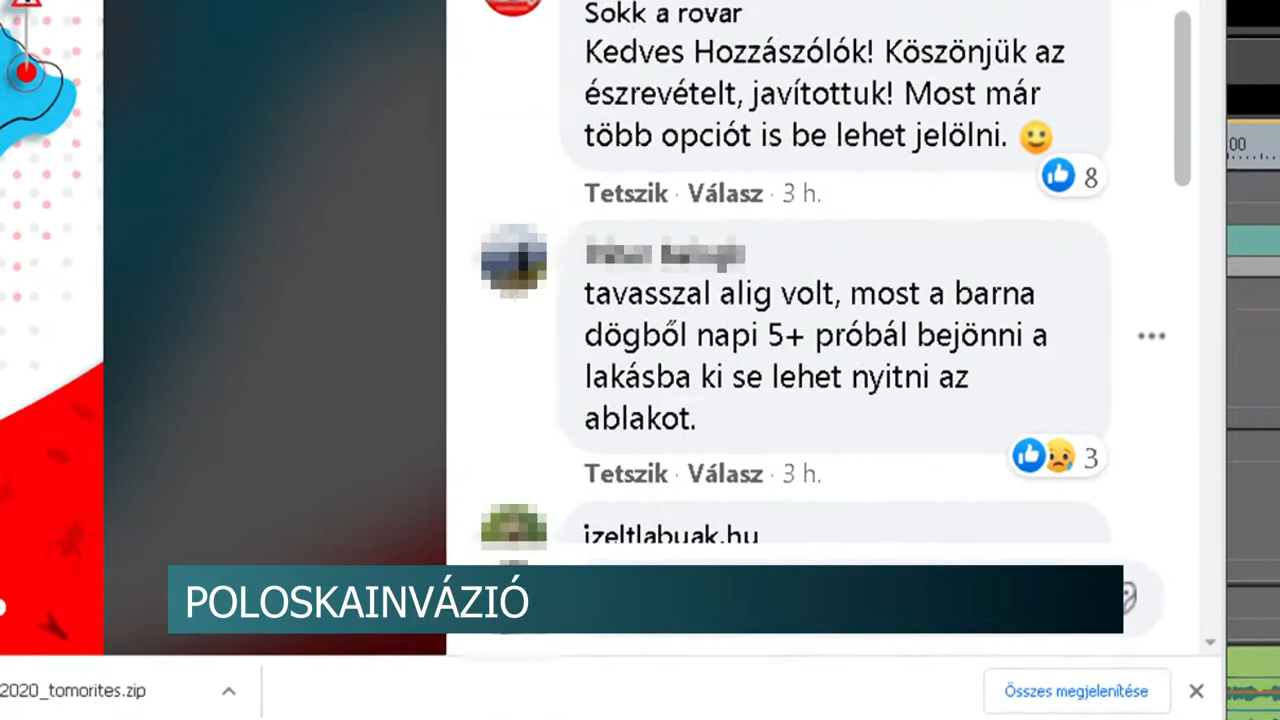 Sokk a rovar
Kedves Hozzászólók! Köszönjük az
észrevételt, javítottuk! Most már
több opciót is be lehet jelölni.
8
Tetszik · Válasz · 3 h.
tavasszal alig volt, most a barna
dögből napi 5+ próbál bejönni a
lakásba ki se lehet nyitni az
ablakot.
3
Tetszik · Válasz · 3 h.
izeltlabuak.hu
POLOSKAINVÁZIÓ
2020_tomorites.zip
Összes megjelenítése
00